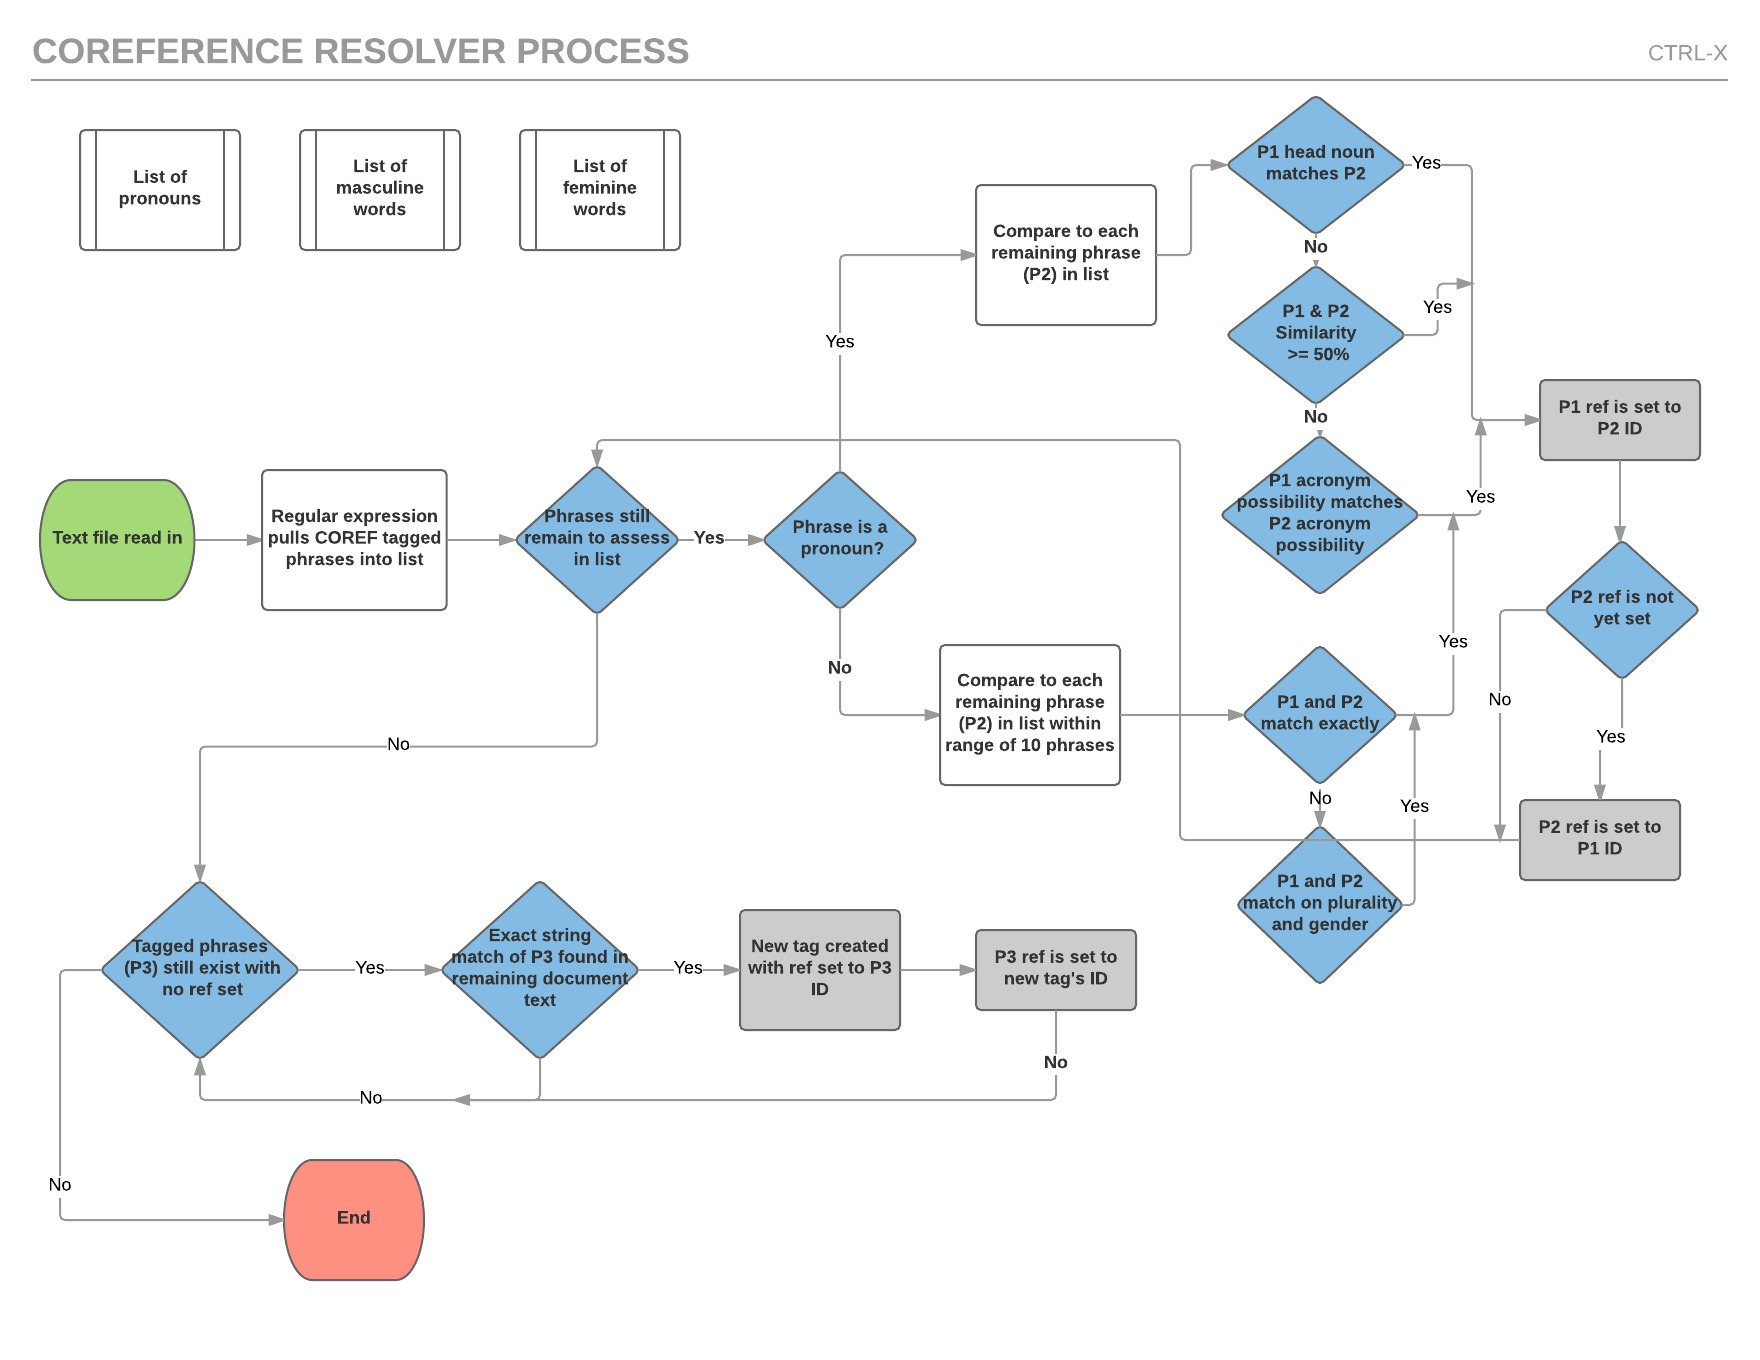 COREFERENCE RESOLVER PROCESS
CTRL-X
List of
pronouns
List of
masculine
words
List of
feminine
words
P1 head noun
matches P2
Yes
No
Compare to each
remaining phrase
(P2) in list
P1 & P2
Similarity
>= 50%
Yes
No
Yes
P1 acronym
possibility matches
P2 acronym
possibility
Yes
P1 ref is set to
P2 ID
Text file read in
Regular expression
pulls COREF tagged
phrases into list
Phrases still
remain to assess
in list
Yes
Phrase is a
pronoun?
No
Compare to each
remaining phrase
(P2) in list within
range of 10 phrases
P1 and P2
match exactly
Yes
No
P1 and P2
match on plurality
and gender
Yes
P2 ref is not
yet set
No
Yes
P2 ref is set to
P1 ID
No
Tagged phrases
(P3) still exist with
no ref set
Yes
Exact string
match of P3 found in
remaining document
text
Yes
New tag created
with ref set to P3
ID
P3 ref is set to
new tag's ID
No
No
No
End